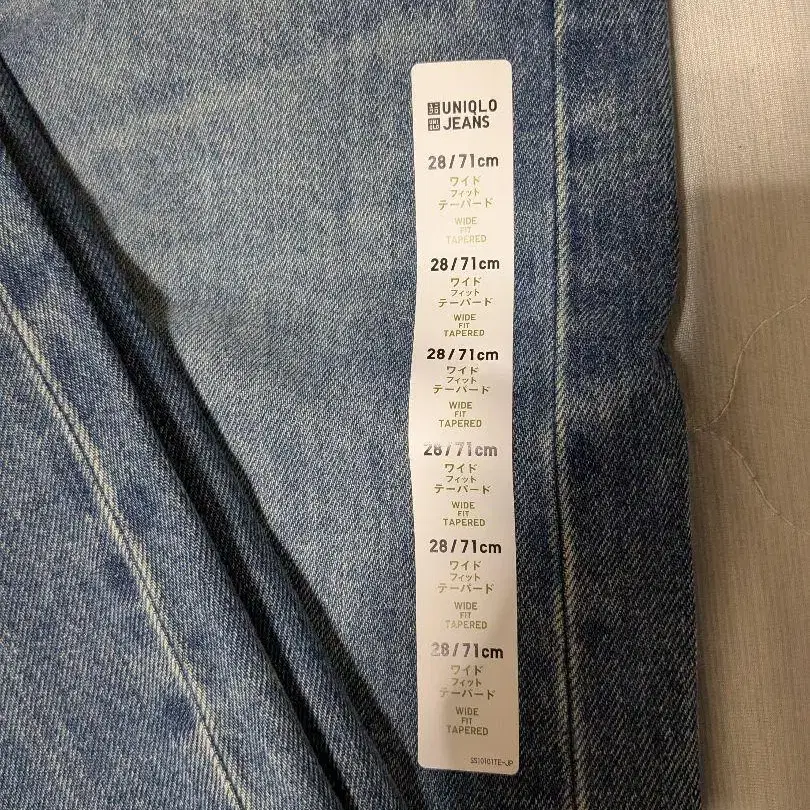 UNIQLO
JEANS
28/71cm
ワイド
フィット
テーパード
WIDE
FIT
TAPERED
28/71cm
ワイド
フィット
テーパード
WIDE
FIT
TAPERED
28/71cm
ワイド
フィット
テーパード
WIDE
FIT
TAPERED
28/71cm
ワイド
フィット
テーパード
WIDE
FIT
TAPERED
28/71cm
ワイド
フィット
テーパード
WIDE
FIT
TAPERED
28/71cm
ワイド
フィット
テーパード
WIDE
FIT
TAPERED